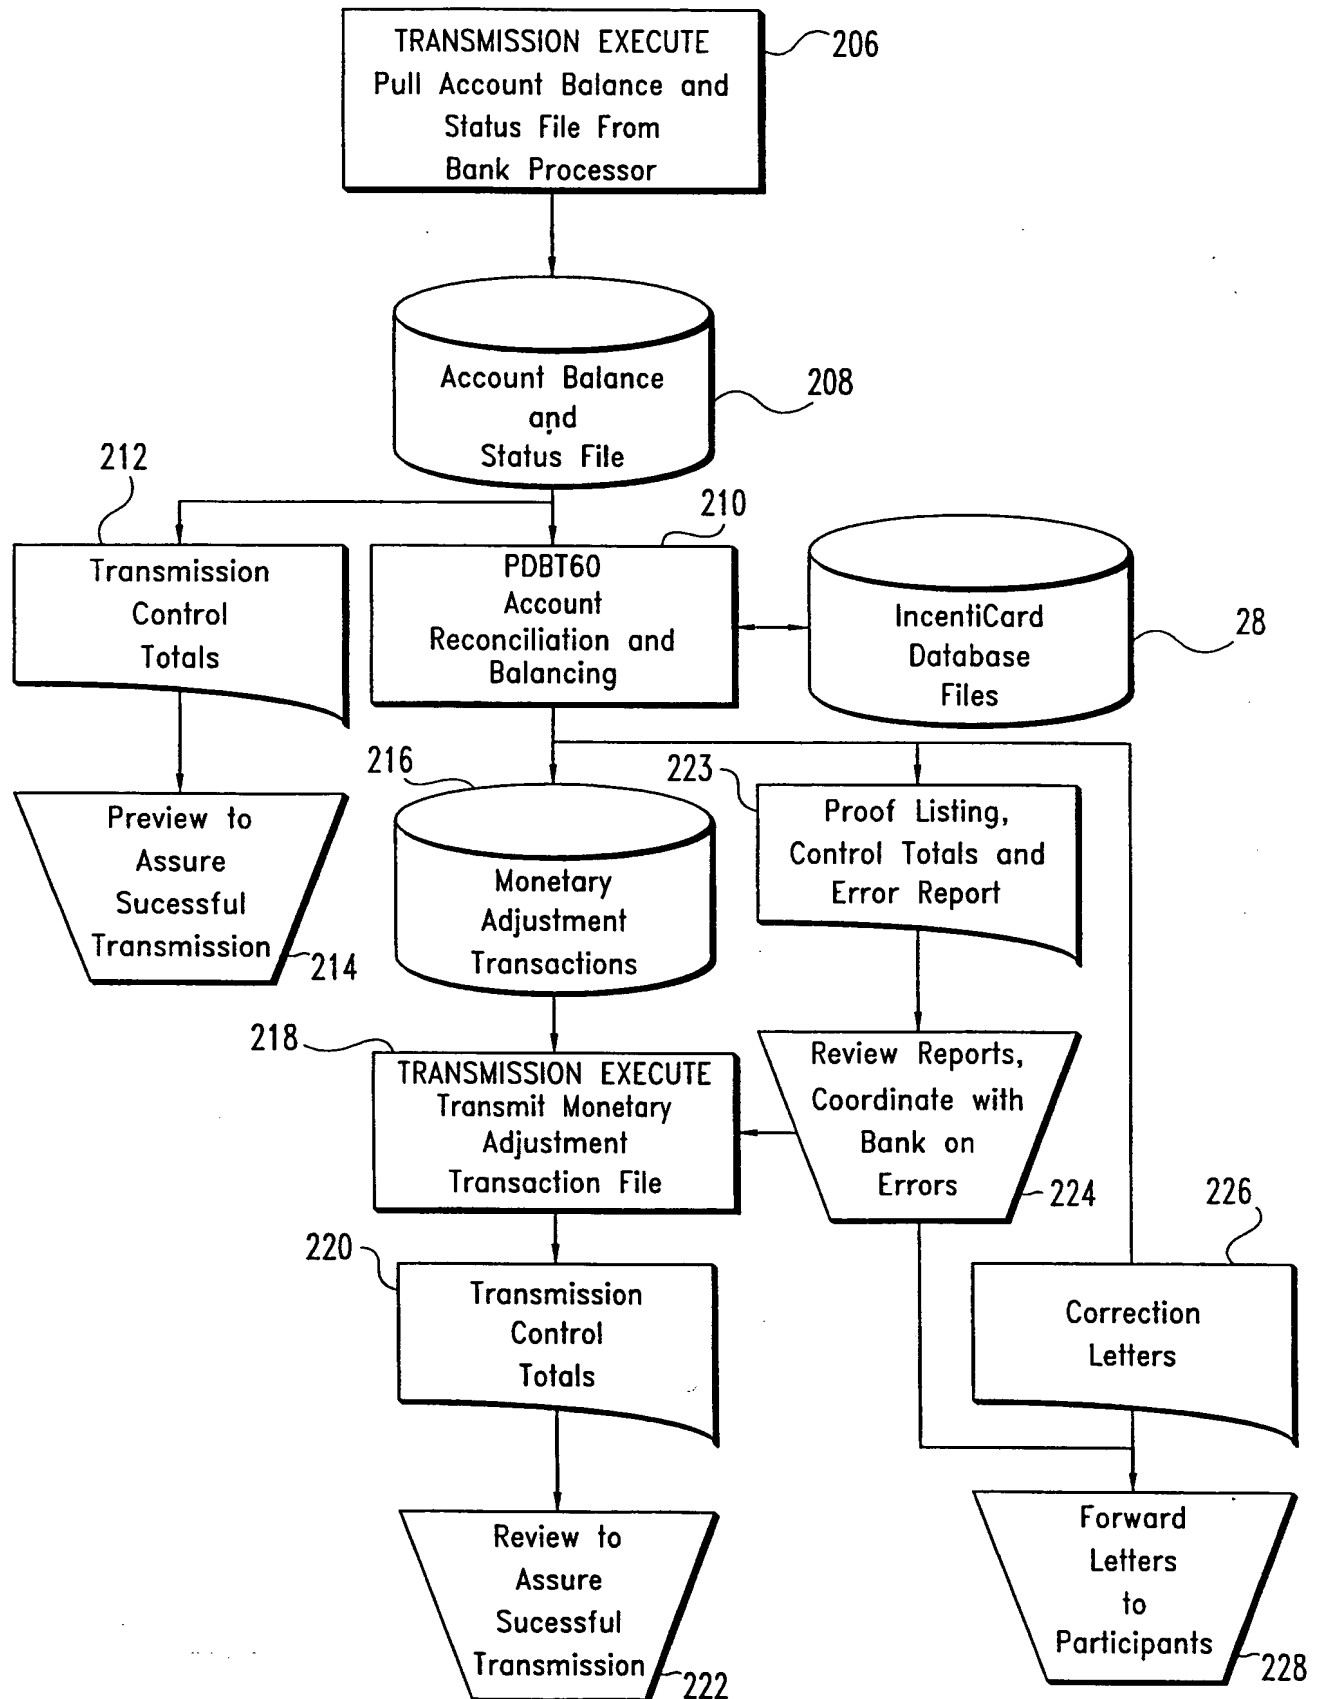 TRANSMISSION EXECUTE
Pull Account Balance and
Status File From
Bank Processor
206
Account Balance
and
Status File
208
212
Transmission
Control
Totals
210
PDBT60
Account
Reconciliation and
Balancing
IncentiCard
Database
Files
28
Preview to
Assure
Sucessful
Transmission
214
216
Monetary
Adjustment
Transactions
223
Proof Listing,
Control Totals and
Error Report
218
TRANSMISSION EXECUTE
Transmit Monetary
Adjustment
Transaction File
Review Reports,
Coordinate with
Bank on
Errors
224
226
Correction
Letters
220
Transmission
Control
Totals
Review to
Assure
Sucessful
Transmission
222
Forward
Letters
to
Participants
228